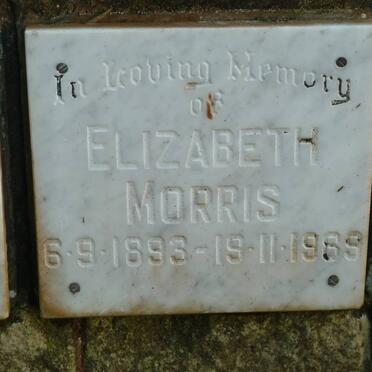 In Loving Memory
of
ELIZABETH
MORRIS
6·9·1893-19·11·1969